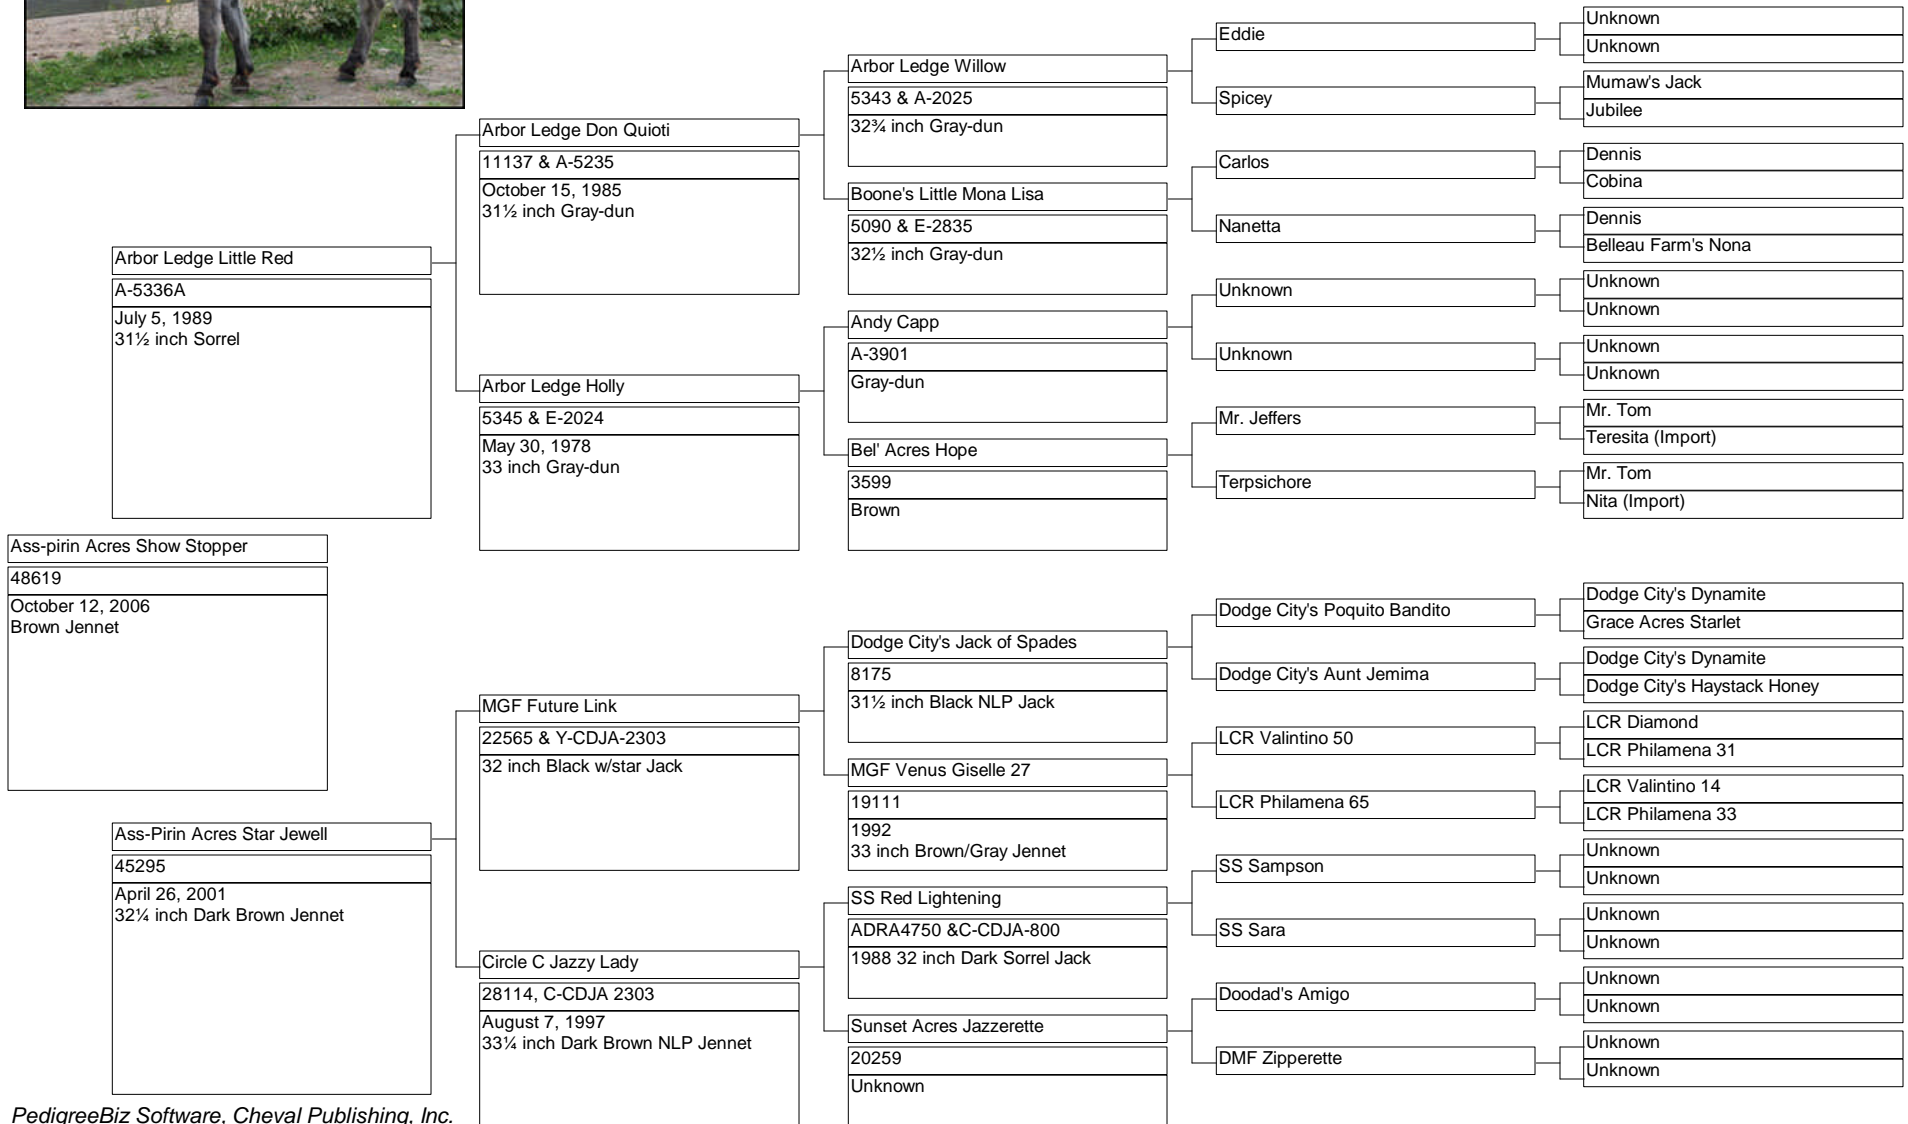 Ass-pirin Acres Show Stopper
48619
October 12, 2006
Brown Jennet
Arbor Ledge Little Red
A-5336A
July 5, 1989
31½ inch Sorrel
Ass-Pirin Acres Star Jewell
45295
April 26, 2001
32¼ inch Dark Brown Jennet
Arbor Ledge Don Quioti
11137 & A-5235
October 15, 1985
31½ inch Gray-dun
Arbor Ledge Holly
5345 & E-2024
May 30, 1978
33 inch Gray-dun
MGF Future Link
22565 & Y-CDJA-2303
32 inch Black w/star Jack
Circle C Jazzy Lady
28114, C-CDJA 2303
August 7, 1997
33¼ inch Dark Brown NLP Jennet
Arbor Ledge Willow
5343 & A-2025
32¾ inch Gray-dun
Boone's Little Mona Lisa
5090 & E-2835
32½ inch Gray-dun
Andy Capp
A-3901
Gray-dun
Bel' Acres Hope
3599
Brown
Dodge City's Jack of Spades
8175
31½ inch Black NLP Jack
MGF Venus Giselle 27
19111
1992
33 inch Brown/Gray Jennet
SS Red Lightening
ADRA4750 &C-CDJA-800
1988 32 inch Dark Sorrel Jack
Sunset Acres Jazzerette
20259
Unknown
Eddie
Spicey
Carlos
Nanetta
Unknown
Unknown
Mr. Jeffers
Terpsichore
Dodge City's Poquito Bandito
Dodge City's Aunt Jemima
LCR Valintino 50
LCR Philamena 65
SS Sampson
SS Sara
Doodad's Amigo
DMF Zipperette
Unknown
Unknown
Mumaw's Jack
Jubilee
Dennis
Cobina
Dennis
Belleau Farm's Nona
Unknown
Unknown
Unknown
Unknown
Mr. Tom
Teresita (Import)
Mr. Tom
Nita (Import)
Dodge City's Dynamite
Grace Acres Starlet
Dodge City's Dynamite
Dodge City's Haystack Honey
LCR Diamond
LCR Philamena 31
LCR Valintino 14
LCR Philamena 33
Unknown
Unknown
Unknown
Unknown
Unknown
Unknown
Unknown
Unknown
PedigreeBiz Software, Cheval Publishing, Inc.